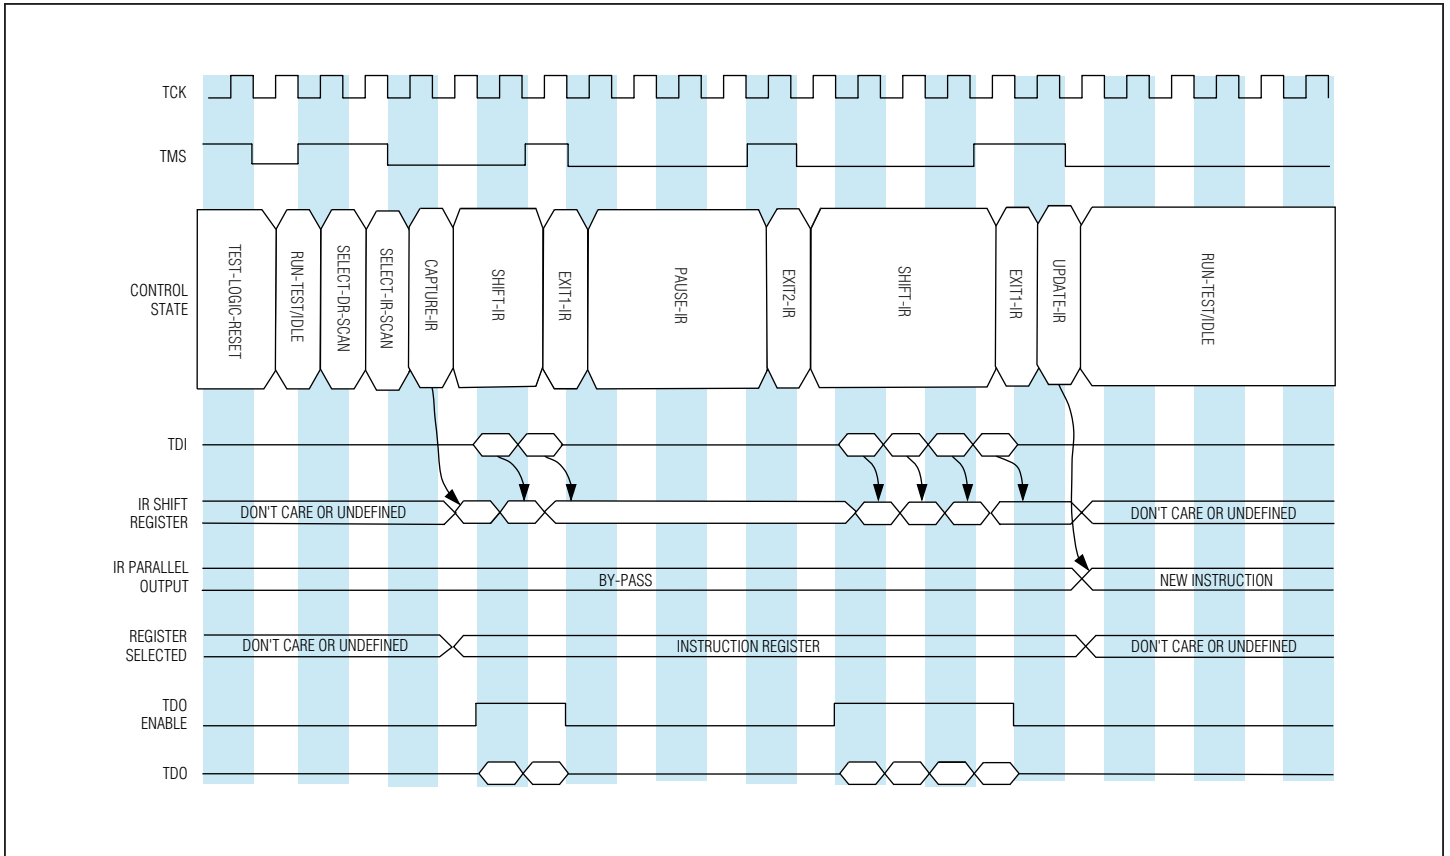 TCK
TMS
CONTROL
STATE
TEST-LOGIC-RESET
RUN-TEST/IDLE
SELECT-DR-SCAN
SELECT-IR-SCAN
CAPTURE-IR
SHIFT-IR
EXIT1-IR
PAUSE-IR
EXIT2-IR
SHIFT-IR
EXIT1-IR
UPDATE-IR
RUN-TEST/IDLE
TDI
IR SHIFT
REGISTER
DON'T CARE OR UNDEFINED
DON'T CARE OR UNDEFINED
IR PARALLEL
OUTPUT
BY-PASS
NEW INSTRUCTION
REGISTER
SELECTED
DON'T CARE OR UNDEFINED
INSTRUCTION REGISTER
DON'T CARE OR UNDEFINED
TDO
ENABLE
TDO